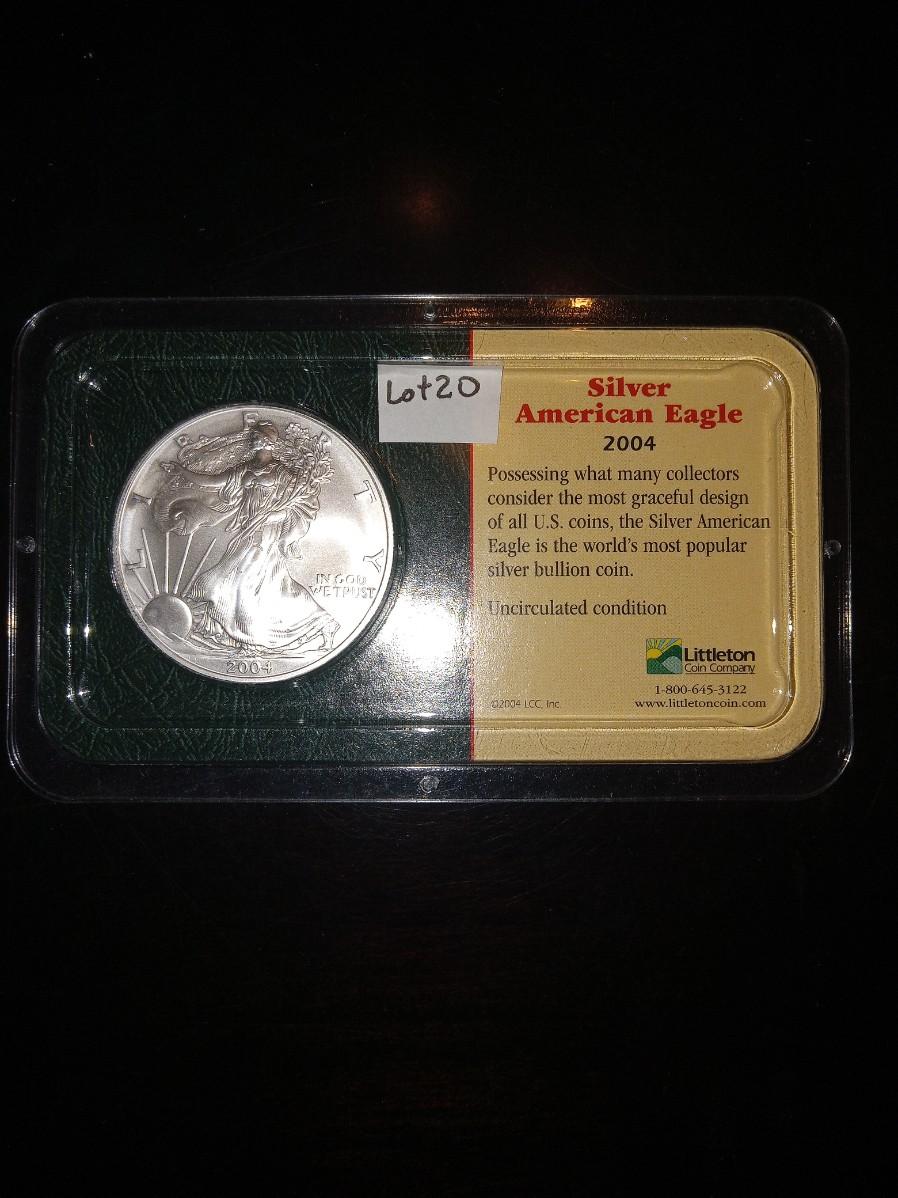 Lot 20
LIBERTY
IN GOD
WE TRUST
2004
Silver
American Eagle
2004
Possessing what many collectors
consider the most graceful design
of all U.S. coins, the Silver American
Eagle is the world's most popular
silver bullion coin.
Uncirculated condition
Littleton
Coin Company
1-800-645-3122
©2004 LCC, Inc.
www.littletoncoin.com